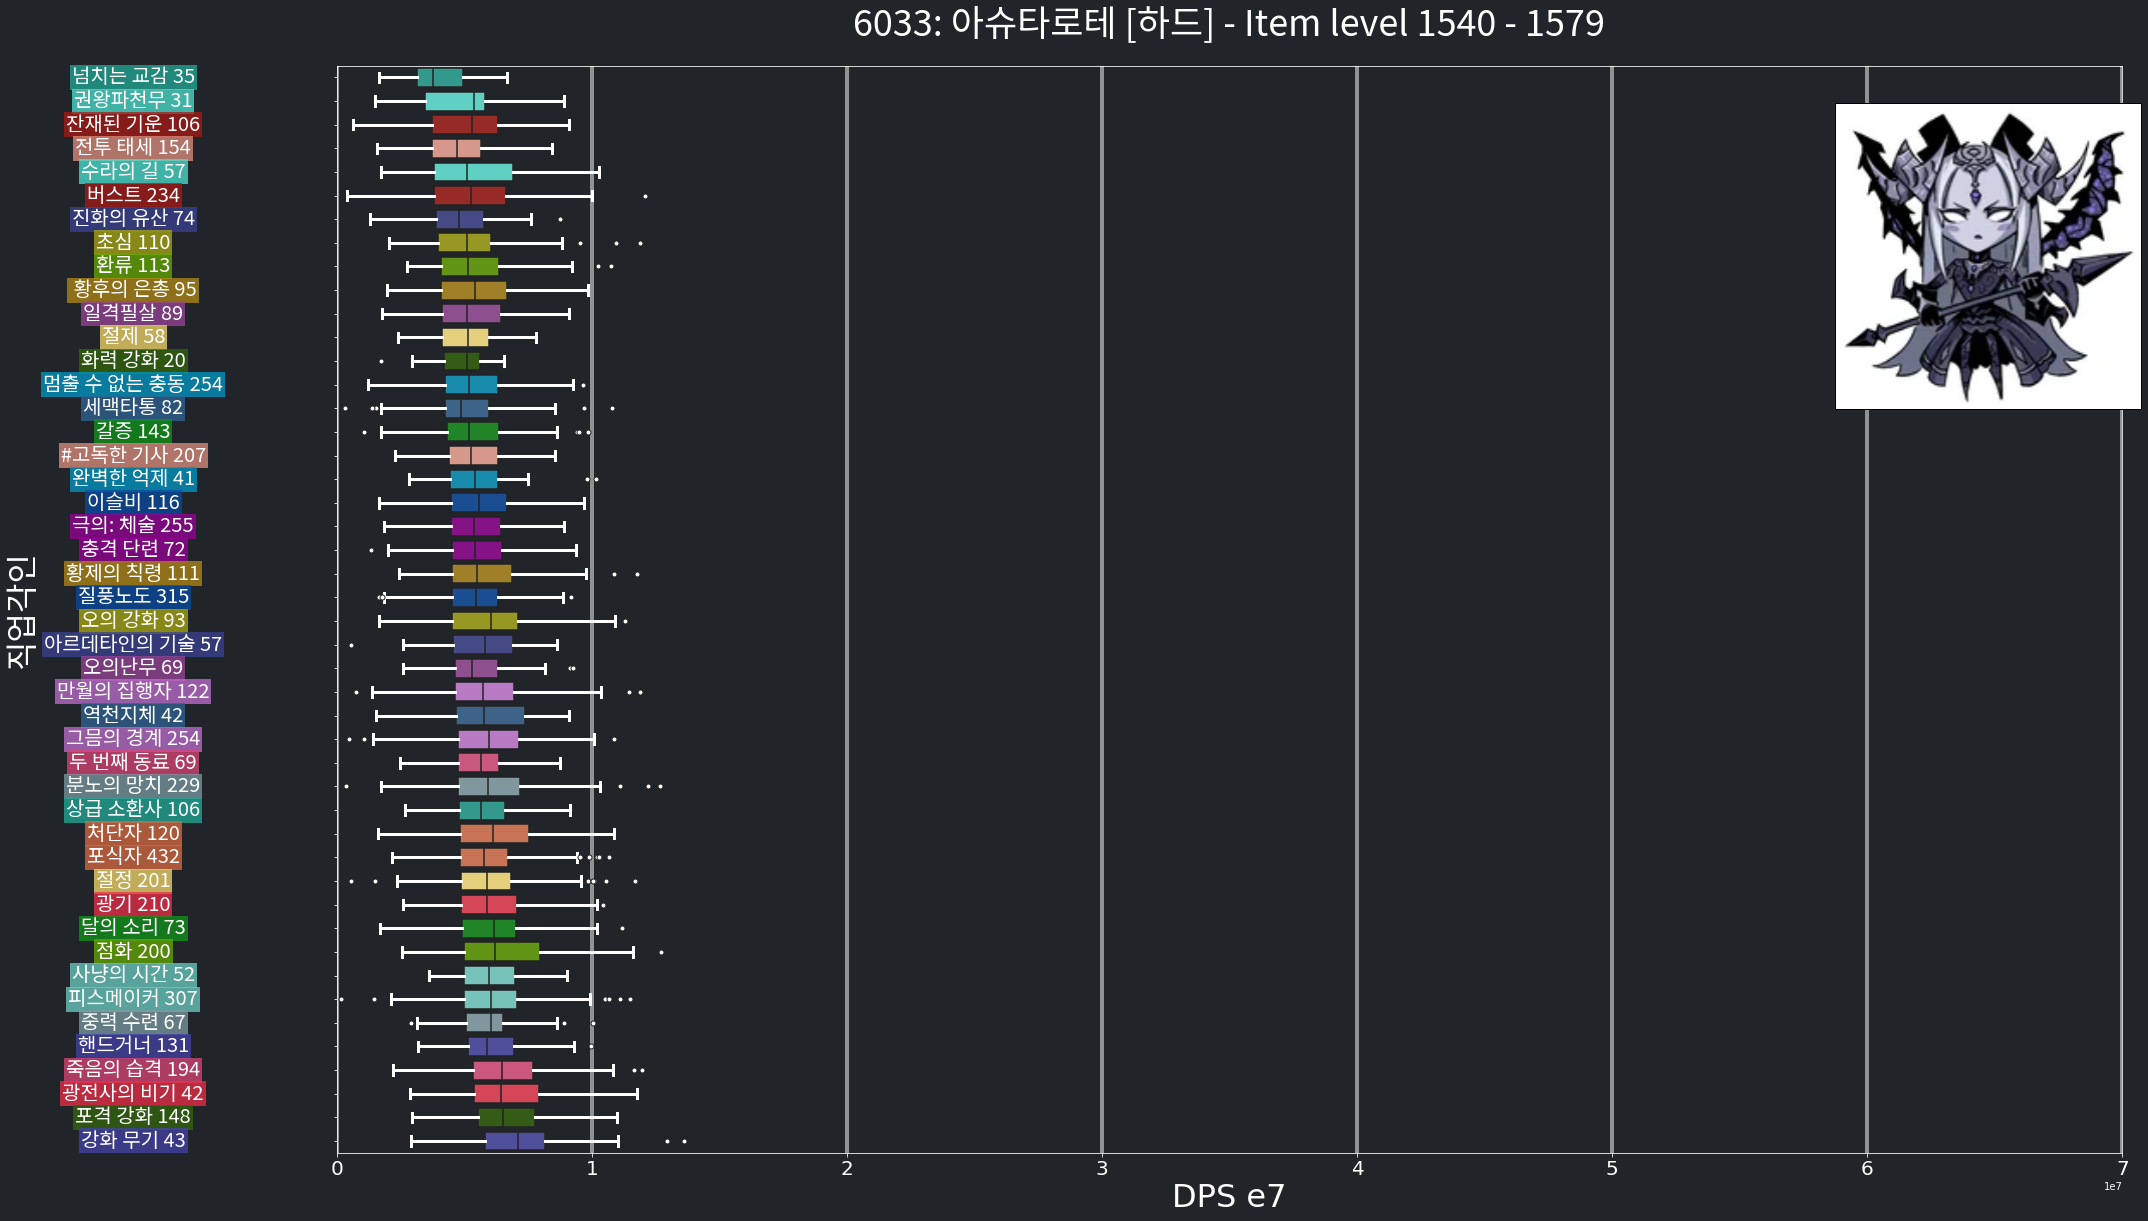 6033: 아슈타로테 [하드] - Item level 1540 - 1579
넘치는 교감 35
권왕파천무 31
잔재된 기운 106
전투 태세 154
수라의 길 57
버스트 234
진화의 유산 74
초심 110
환류 113
황후의 은총 95
일격필살 89
절제 58
화력 강화 20
멈출 수 없는 충동 254
세맥타통 82
갈증 143
#고독한 기사 207
완벽한 억제 41
이슬비 116
극의: 체술 255
충격 단련 72
황제의 칙령 111
질풍노도 315
오의 강화 93
아르데타인의 기술 57
오의난무 69
만월의 집행자 122
역천지체 42
그믐의 경계 254
두 번째 동료 69
분노의 망치 229
상급 소환사 106
처단자 120
포식자 432
절정 201
광기 210
달의 소리 73
점화 200
사냥의 시간 52
피스메이커 307
중력 수련 67
핸드거너 131
죽음의 습격 194
광전사의 비기 42
포격 강화 148
강화 무기 43
직업각인
0 1 2 3 4 5 6 7
1e7
DPS e7